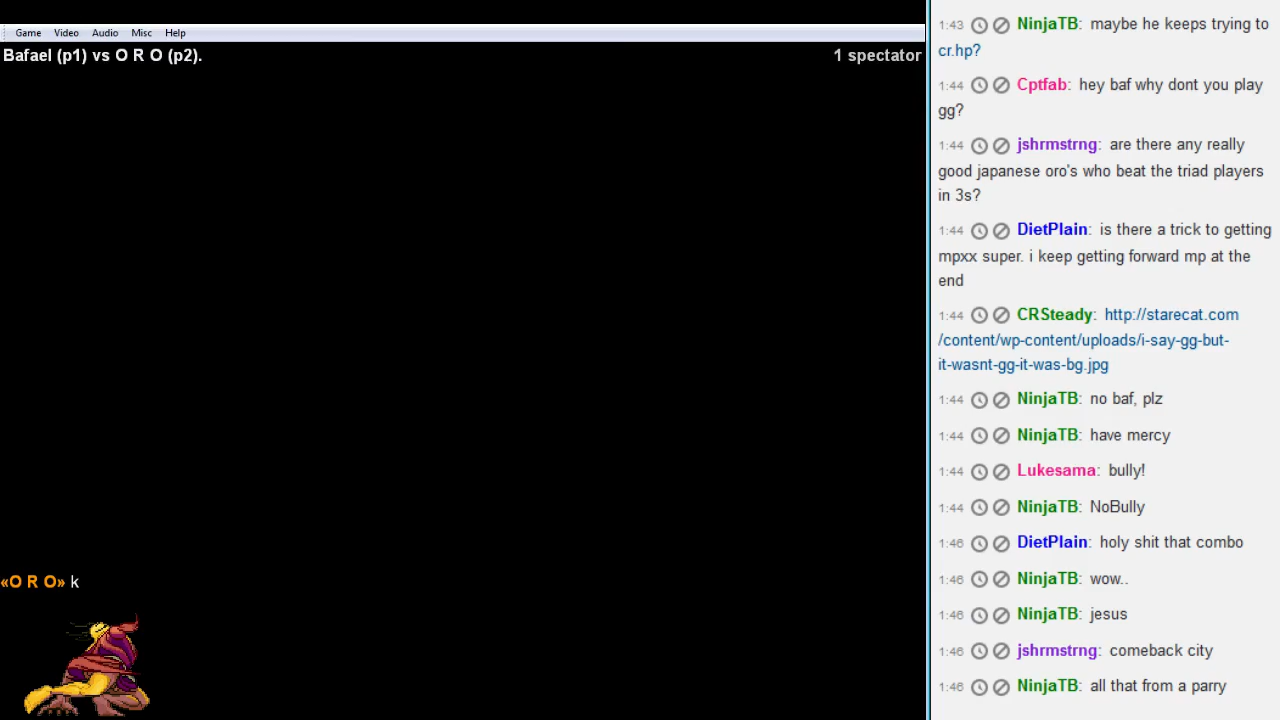 Game Video Audio Misc Help
Bafael (p1) vs O R O (p2).
1 spectator
«O R O» k
1:43 NinjaTB: maybe he keeps trying to
cr.hp?
1:44 Cptfab: hey baf why dont you play
gg?
1:44 jshrmstrng: are there any really
good japanese oro's who beat the triad players
in 3s?
1:44 DietPlain: is there a trick to getting
mpxx super. i keep getting forward mp at the
end
1:44 CRSteady: http://starecat.com
/content/wp-content/uploads/i-say-gg-but-
it-wasnt-gg-it-was-bg.jpg
1:44 NinjaTB: no baf, plz
1:44 NinjaTB: have mercy
1:44 Lukesama: bully!
1:44 NinjaTB: NoBully
1:46 DietPlain: holy shit that combo
1:46 NinjaTB: wow..
1:46 NinjaTB: jesus
1:46 jshrmstrng: comeback city
1:46 NinjaTB: all that from a parry